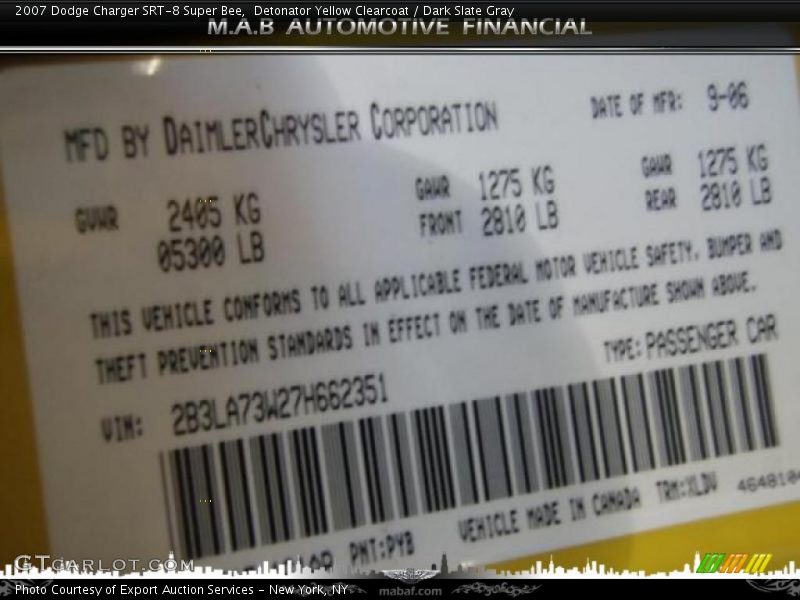 2007 Dodge Charger SRT-8 Super Bee, Detonator Yellow Clearcoat / Dark Slate Gray
M.A.B AUTOMOTIVE FINANCIAL
MFD BY DAIMLERCHRYSLER CORPORATION DATE OF MFR: 9-06
GVWR 2405 KG GAWR 1275 KG GAWR 1275 KG
05300 LB FRONT 2810 LB REAR 2810 LB
THIS VEHICLE CONFORMS TO ALL APPLICABLE FEDERAL MOTOR VEHICLE SAFETY, BUMPER AND
THEFT PREVENTION STANDARDS IN EFFECT ON THE DATE OF MANUFACTURE SHOWN ABOVE.
TYPE: PASSENGER CAR
VIN: 2B3LA73W27H662351
PNT:PYB VEHICLE MADE IN CANADA TRM:XLDV
GTCARLOT.COM
Photo Courtesy of Export Auction Services - New York, NY mabaf.com